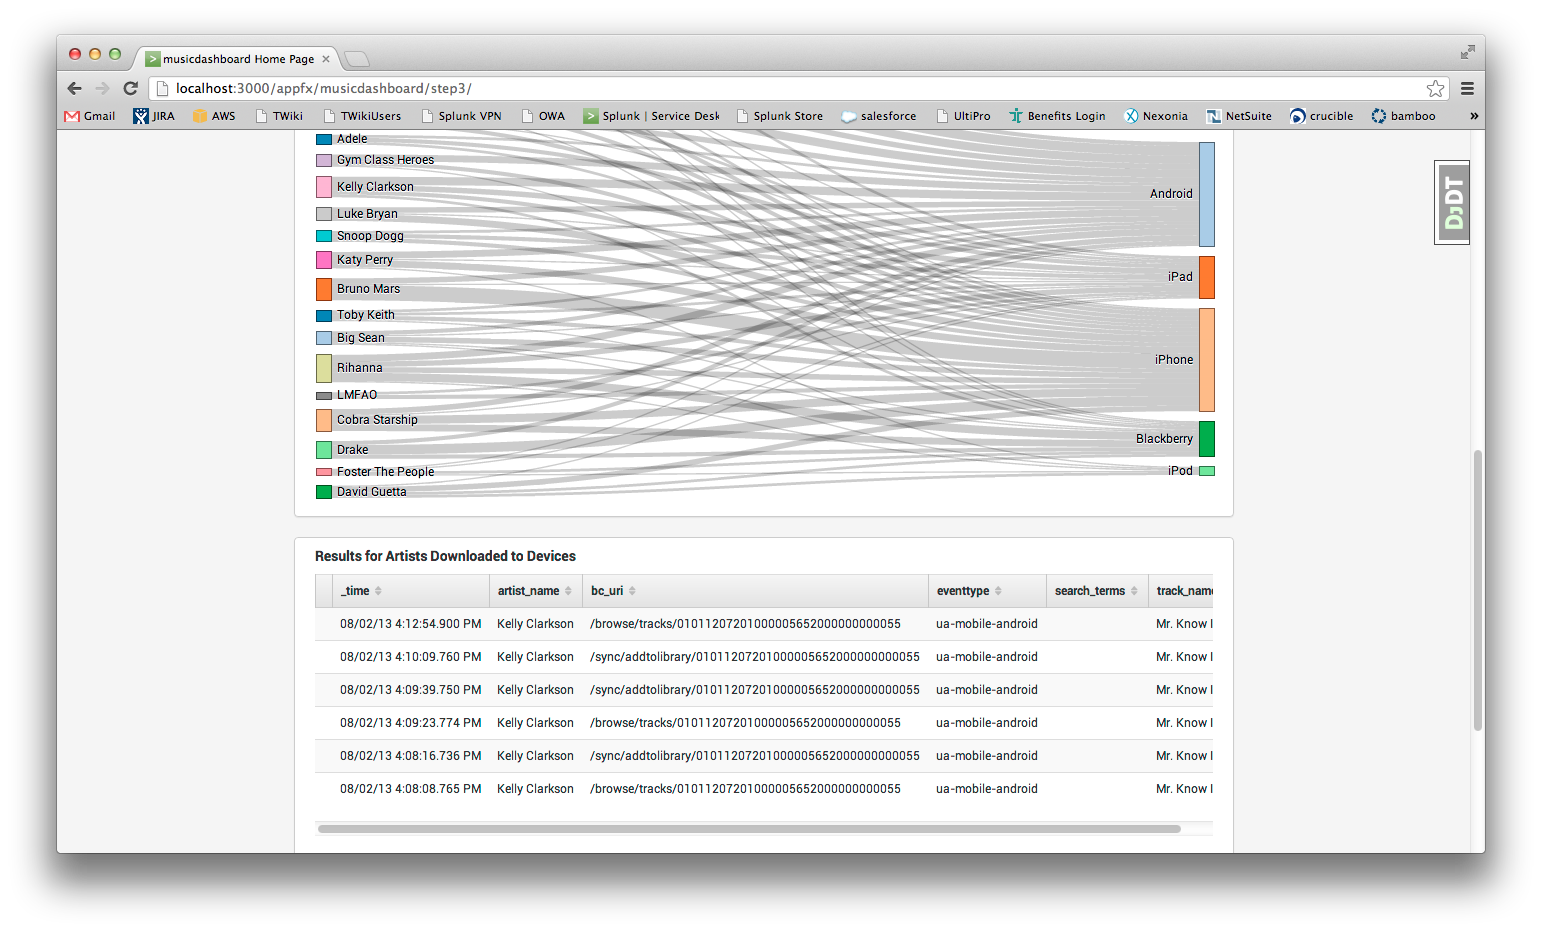 musicdashboard Home Page
localhost:3000/appfx/musicdashboard/step3/
Gmail JIRA AWS TWiki TWikiUsers Splunk VPN OWA Splunk | Service Desk Splunk Store salesforce UltiPro Benefits Login Nexonia NetSuite crucible bamboo »
Adele
Gym Class Heroes
Kelly Clarkson
Luke Bryan
Snoop Dogg
Katy Perry
Bruno Mars
Toby Keith
Big Sean
Rihanna
LMFAO
Cobra Starship
Drake
Foster The People
David Guetta
Android
iPad
iPhone
Blackberry
iPod
DJDT
Results for Artists Downloaded to Devices
_time artist_name bc_uri eventtype search_terms track_name
08/02/13 4:12:54.900 PM Kelly Clarkson /browse/tracks/01011207201000005652000000000055 ua-mobile-android Mr. Know I
08/02/13 4:10:09.760 PM Kelly Clarkson /sync/addtolibrary/01011207201000005652000000000055 ua-mobile-android Mr. Know I
08/02/13 4:09:39.750 PM Kelly Clarkson /sync/addtolibrary/01011207201000005652000000000055 ua-mobile-android Mr. Know I
08/02/13 4:09:23.774 PM Kelly Clarkson /browse/tracks/01011207201000005652000000000055 ua-mobile-android Mr. Know I
08/02/13 4:08:16.736 PM Kelly Clarkson /sync/addtolibrary/01011207201000005652000000000055 ua-mobile-android Mr. Know I
08/02/13 4:08:08.765 PM Kelly Clarkson /browse/tracks/01011207201000005652000000000055 ua-mobile-android Mr. Know I